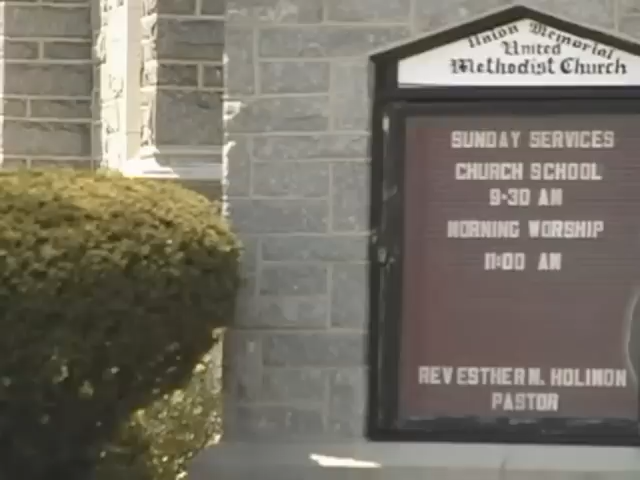 Union Memorial
United
Methodist Church
SUNDAY SERVICES
CHURCH SCHOOL
9:30 AM
MORNING WORSHIP
11:00 AM
REV ESTHER M. HOLIMON
PASTOR